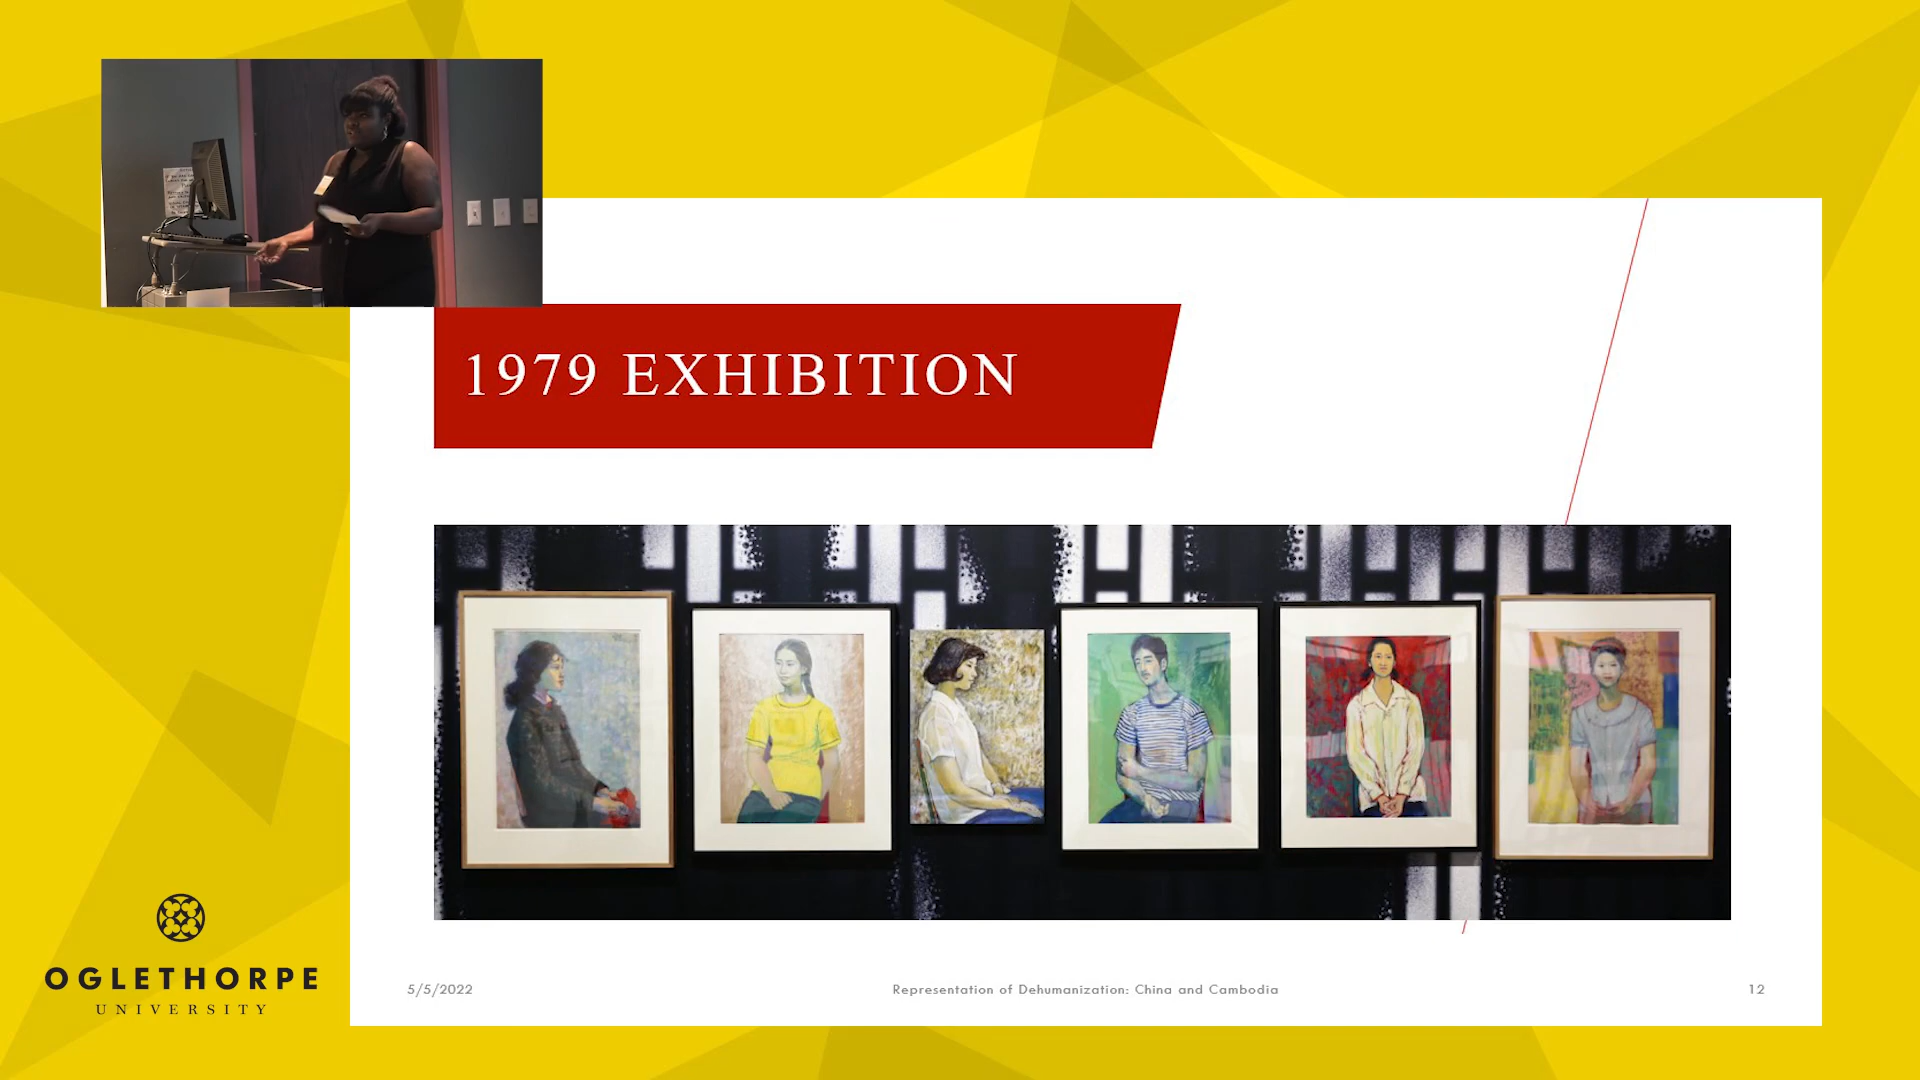 1979 EXHIBITION
5/5/2022
Representation of Dehumanization: China and Cambodia
12
OGLETHORPE
UNIVERSITY